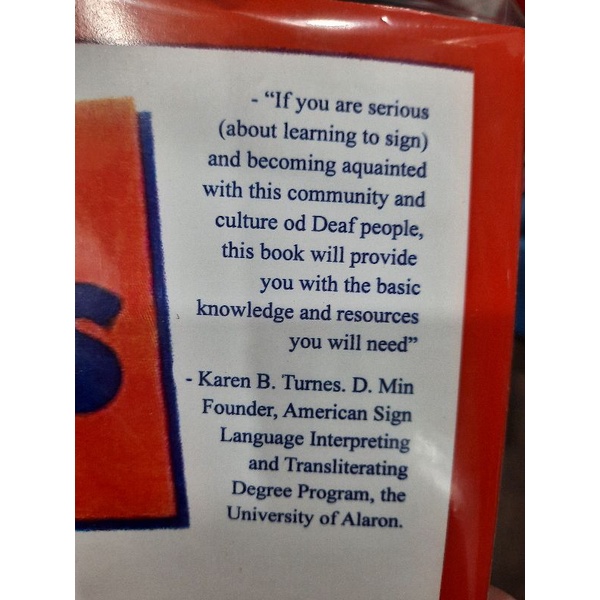 - “If you are serious
(about learning to sign)
and becoming aquainted
with this community and
culture od Deaf people,
this book will provide
you with the basic
knowledge and resources
you will need”
- Karen B. Turnes. D. Min
Founder, American Sign
Language Interpreting
and Transliterating
Degree Program, the
University of Alaron.
S